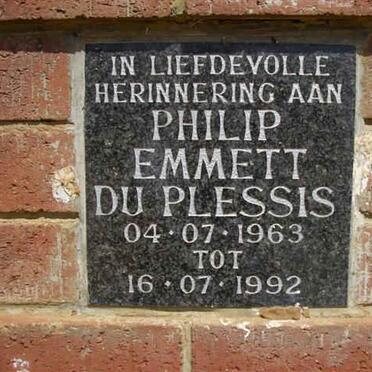 IN LIEFDEVOLLE
HERINNERING AAN
PHILIP
EMMETT
DU PLESSIS
04·07·1963
TOT
16·07·1992